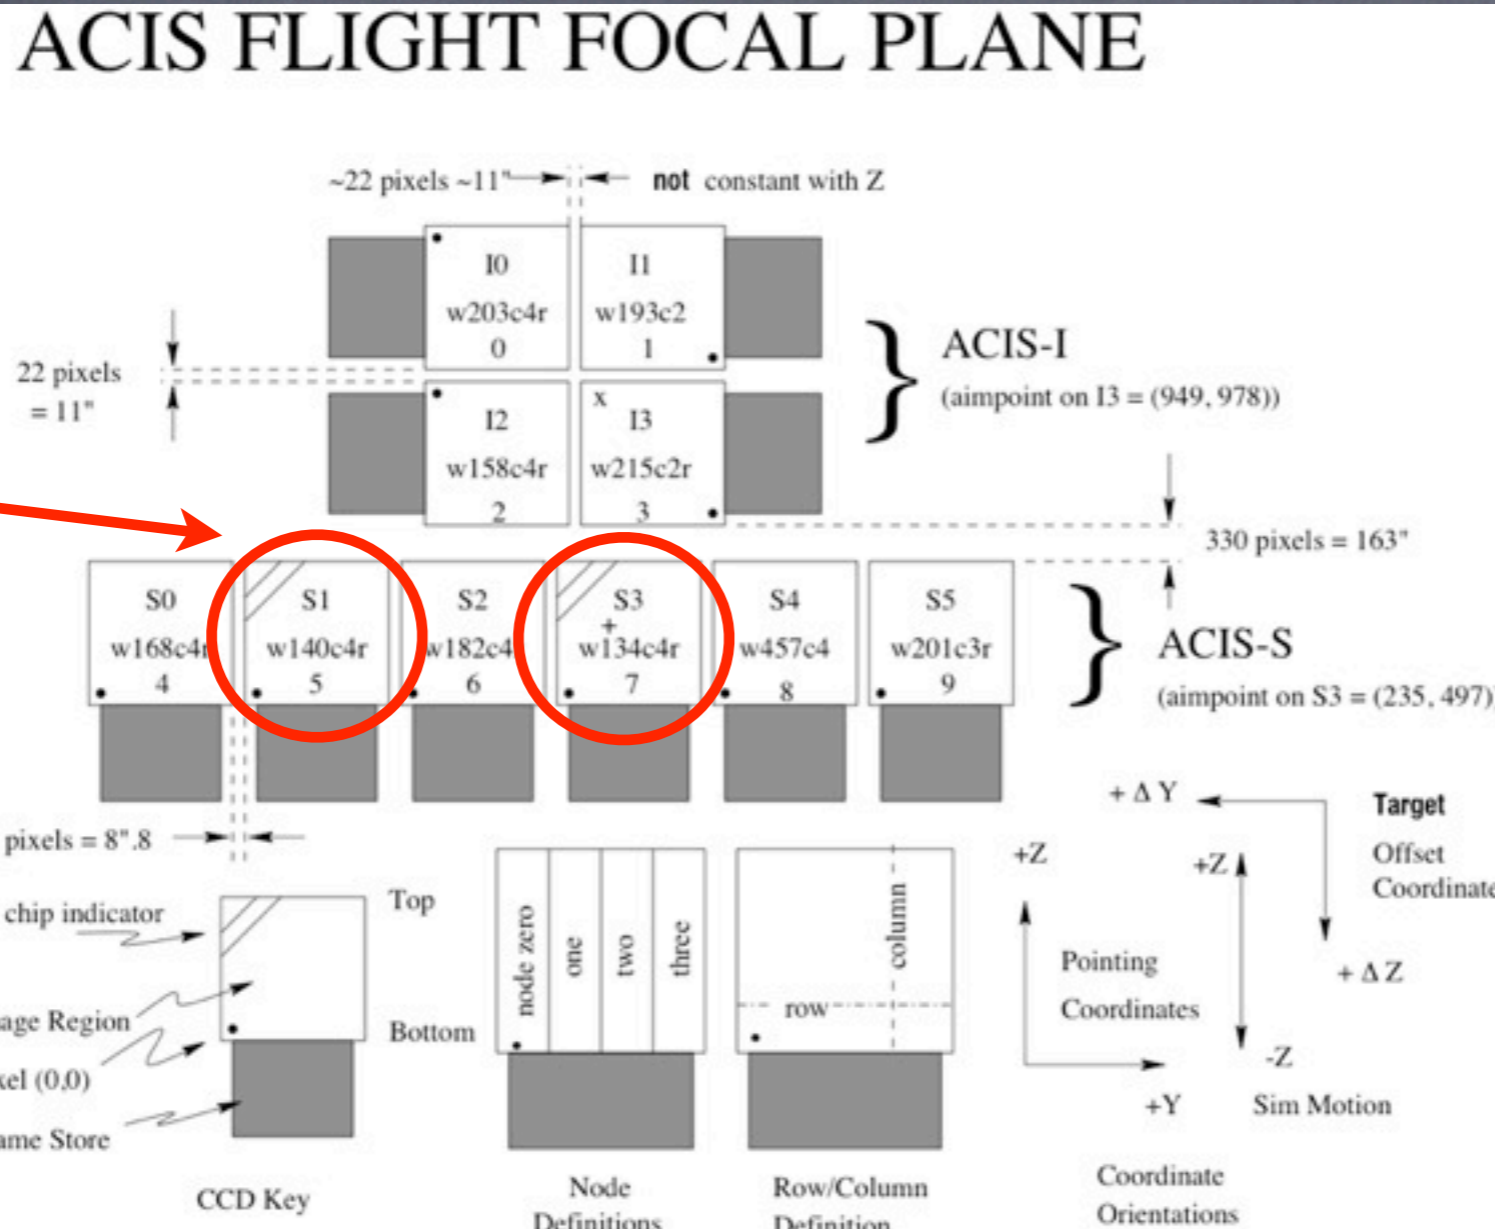 ACIS FLIGHT FOCAL PLANE
~22 pixels ~11"
not constant with Z
I0
w203c4r
0
I1
w193c2
1
22 pixels
= 11"
I2
w158c4r
2
x
I3
w215c2r
3
ACIS-I
(aimpoint on I3 = (949, 978))
330 pixels = 163"
S0
w168c4r
4
S1
w140c4r
5
S2
w182c4
6
S3
+
w134c4r
7
S4
w457c4
8
S5
w201c3r
9
ACIS-S
(aimpoint on S3 = (235, 497)
pixels = 8".8
chip indicator
Top
Bottom
age Region
xel (0,0)
ame Store
CCD Key
node zero
one
two
three
Node
Definitions
column
row
Row/Column
Definition
+Z
Pointing
Coordinates
+Y
+ Δ Y
+ Δ Z
Target
Offset
Coordinate
+Z
-Z
Sim Motion
Coordinate
Orientations